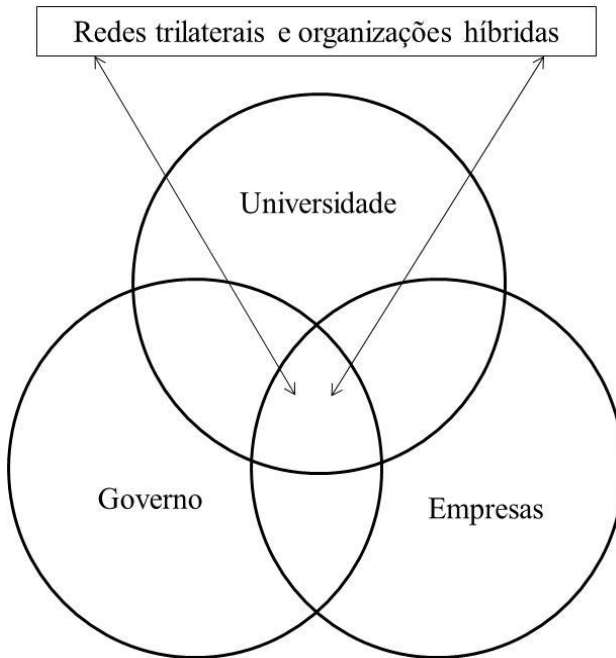 Redes trilaterais e organizações híbridas
Universidade
Governo
Empresas